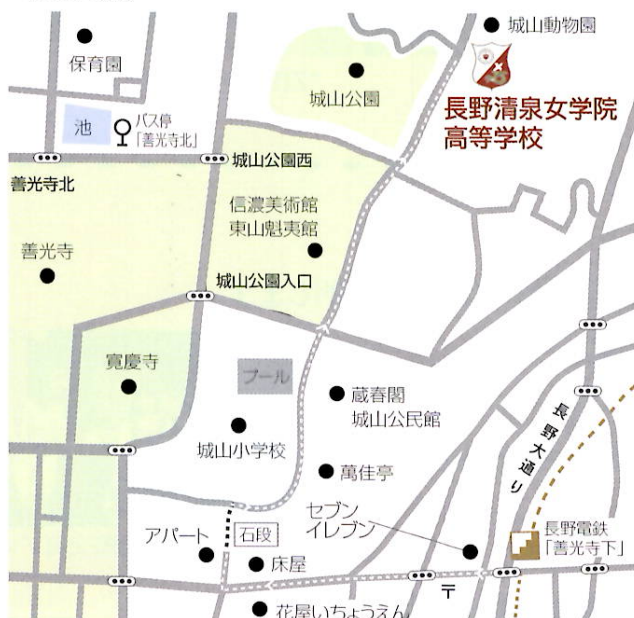 城山動物園
保育園
城山公園
長野清泉女学院
高等学校
池
バス停
「善光寺北」
城山公園西
善光寺北
信濃美術館
東山魁夷館
善光寺
城山公園入口
寛慶寺
プール
蔵春閣
城山公民館
長野大通り
城山小学校
萬佳亭
セブン
イレブン
アパート
石段
長野電鉄
「善光寺下」
床屋
〒
花屋いちょうえん